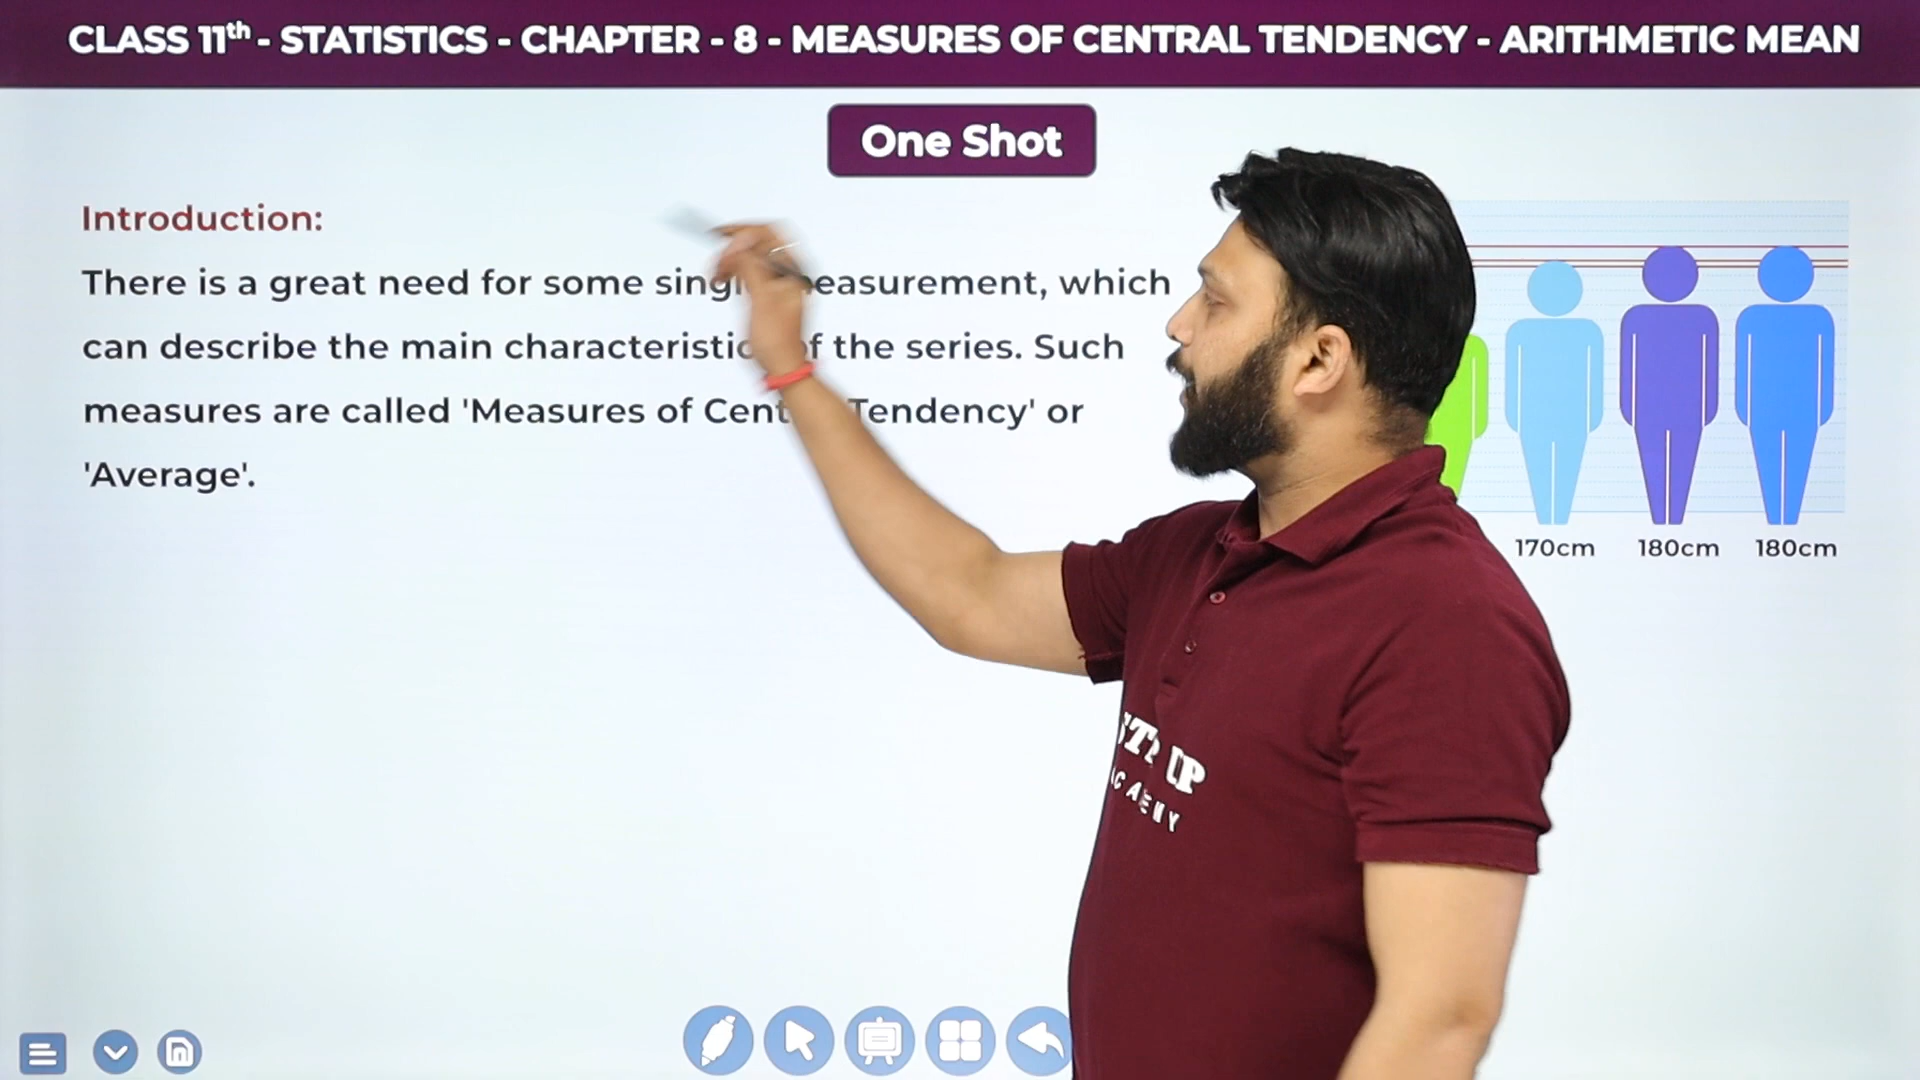 CLASS 11th - STATISTICS - CHAPTER - 8 - MEASURES OF CENTRAL TENDENCY - ARITHMETIC MEAN
One Shot
Introduction:
There is a great need for some easurement, which
can describe the main characteristic of the series. Such
measures are called 'Measures of Cent Tendency' or
'Average'.
170cm 180cm 180cm